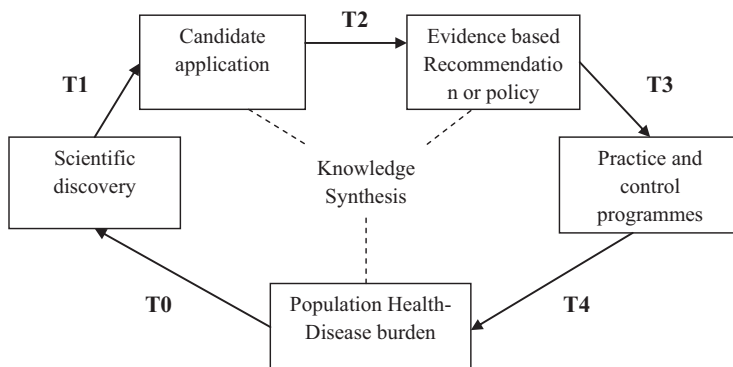 Candidate
application
T2
Evidence based
Recommendatio
n or policy
T1
T3
Scientific
discovery
Knowledge
Synthesis
Practice and
control
programmes
T0
Population Health-
Disease burden
T4